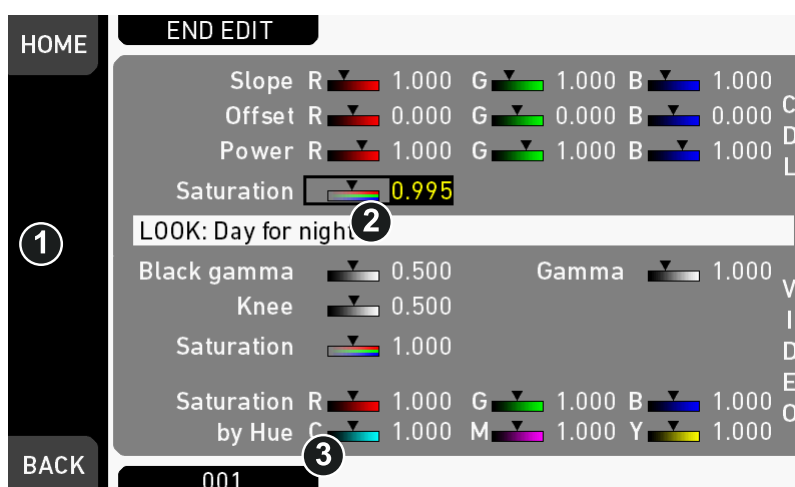 HOME
END EDIT
Slope R 1.000 G 1.000 B 1.000
Offset R 0.000 G 0.000 B 0.000
Power R 1.000 G 1.000 B 1.000
CDL
Saturation 0.995
2
LOOK: Day for night
1
Black gamma 0.500 Gamma 1.000
Knee 0.500
Saturation 1.000
VIDEO
Saturation R 1.000 G 1.000 B 1.000
by Hue C 1.000 M 1.000 Y 1.000
3
BACK
001